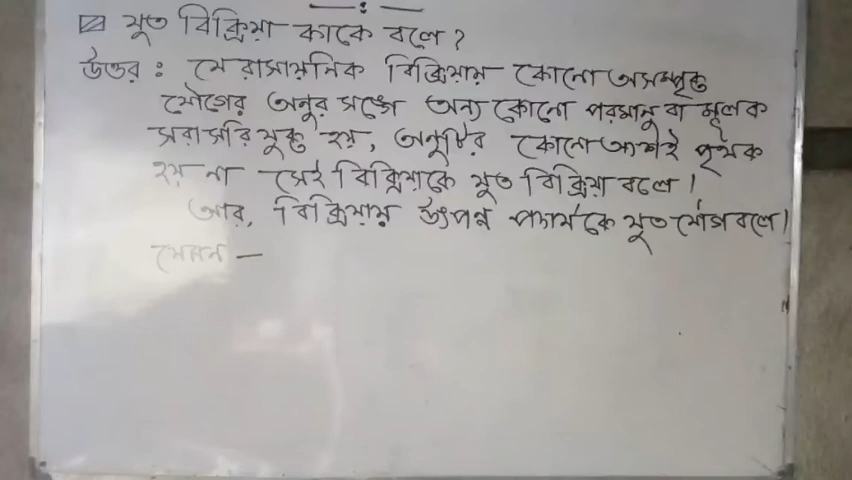 যুত বিক্রিয়া কাকে বলে?
উত্তর: যে রাসায়নিক বিক্রিয়ায় কোনো অসম্পৃক্ত
যৌগের অনুর সঙ্গে অন্য কোনো পরমানু বা মূলক
সরাসরি যুক্ত হয়, অনুটির কোনো অংশই পৃথক
হয় না সেই বিক্রিয়াকে যুত বিক্রিয়া বলে।
আর, বিক্রিয়ায় উৎপন্ন পদার্থকে যুত যৌগ বলে।
যেমন —